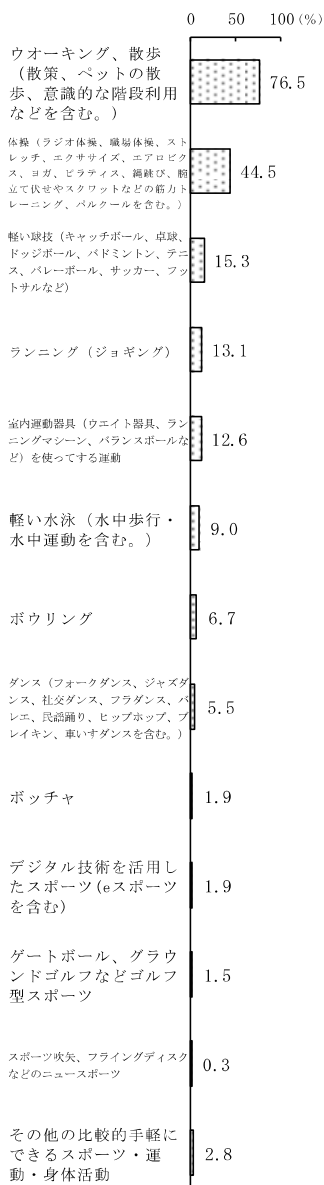 0 50 100 (%)
ウオーキング、散歩
(散策、ペットの散
歩、意識的な階段利用
などを含む。)
76.5
体操(ラジオ体操、職場体操、スト
レッチ、エクササイズ、エアロビク
ス、ヨガ、ピラティス、縄跳び、腕
立て伏せやスクワットなどの筋力ト
レーニング、パルクールを含む。)
44.5
軽い球技(キャッチボール、卓球、
ドッジボール、バドミントン、テニ
ス、バレーボール、サッカー、フッ
トサルなど)
15.3
ランニング(ジョギング)
13.1
室内運動器具(ウエイト器具、ラン
ニングマシーン、バランスボールな
ど)を使ってする運動
12.6
軽い水泳(水中歩行・
水中運動を含む。)
9.0
ボウリング
6.7
ダンス(フォークダンス、ジャズダ
ンス、社交ダンス、フラダンス、バ
レエ、民謡踊り、ヒップホップ、ブ
レイキン、車いすダンスを含む。)
5.5
ボッチャ
1.9
デジタル技術を活用し
たスポーツ(eスポーツ
を含む)
1.9
ゲートボール、グラウ
ンドゴルフなどゴルフ
型スポーツ
1.5
スポーツ吹矢、フライングディスク
などのニュースポーツ
0.3
その他の比較的手軽に
できるスポーツ・運
動・身体活動
2.8